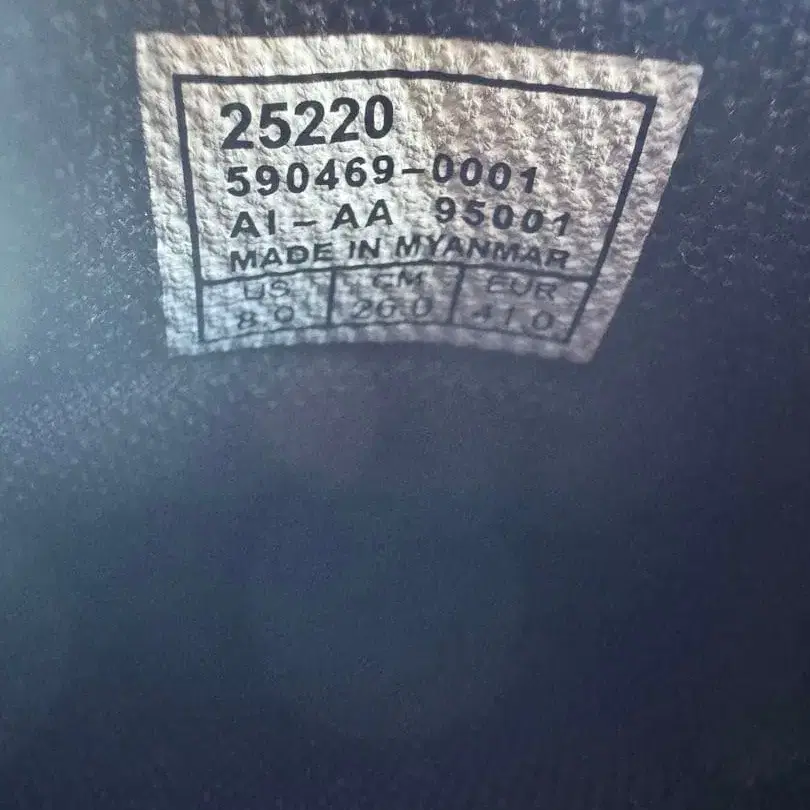 25220
590469-0001
AI-AA 95001
MADE IN MYANMAR
US CM EUR
8.0 26.0 41.0